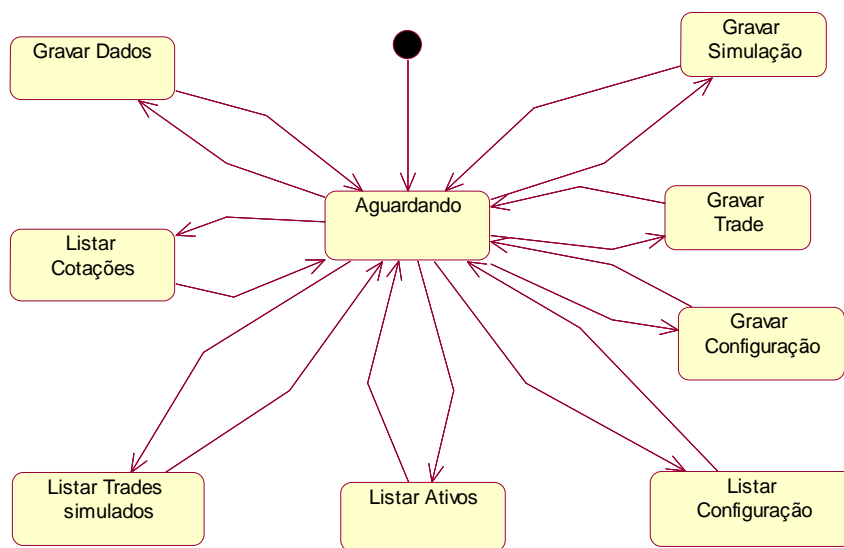 Gravar Dados
Gravar
Simulação
Aguardando
Gravar
Trade
Listar
Cotações
Gravar
Configuração
Listar Trades
simulados
Listar Ativos
Listar
Configuração